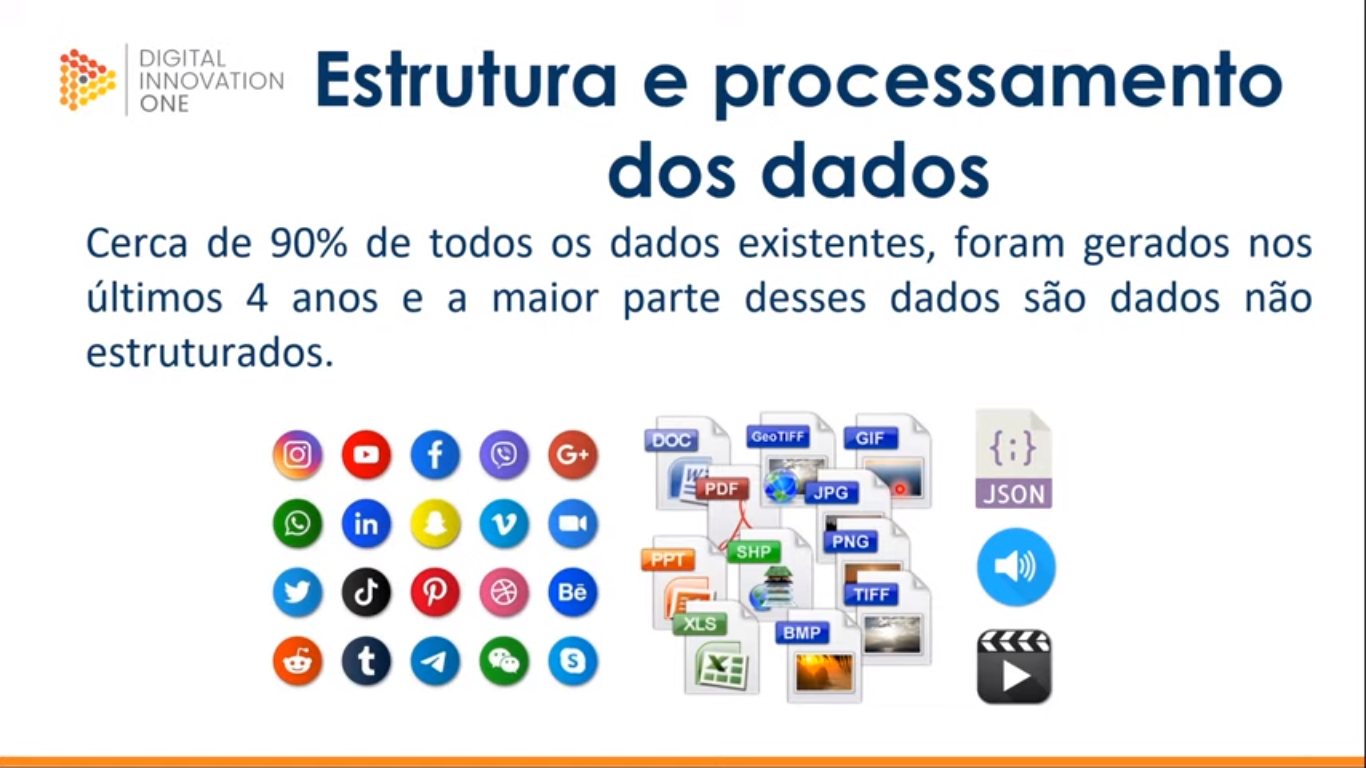 DIGITAL
INNOVATION
ONE
Estrutura e processamento
dos dados
Cerca de 90% de todos os dados existentes, foram gerados nos
últimos 4 anos e a maior parte desses dados são dados não
estruturados.
G+
in
Bē
t
DOC
GeoTIFF
GIF
PDF
JPG
PPT
SHP
PNG
TIFF
XLS
BMP
{;}
JSON